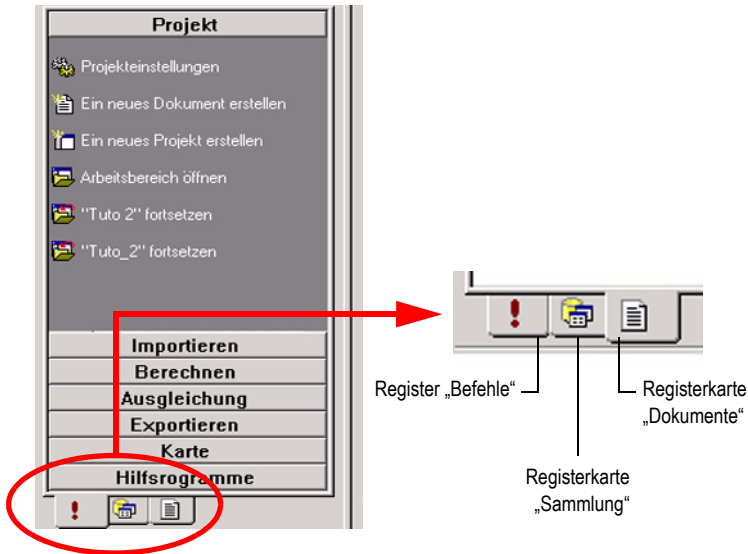 Projekt
Projekteinstellungen
Ein neues Dokument erstellen
Ein neues Projekt erstellen
Arbeitsbereich öffnen
"Tuto 2" fortsetzen
"Tuto_2" fortsetzen
Importieren
Berechnen
Ausgleichung
Exportieren
Karte
Hilfsrogramme
Register „Befehle“
Registerkarte
„Sammlung“
Registerkarte
„Dokumente“